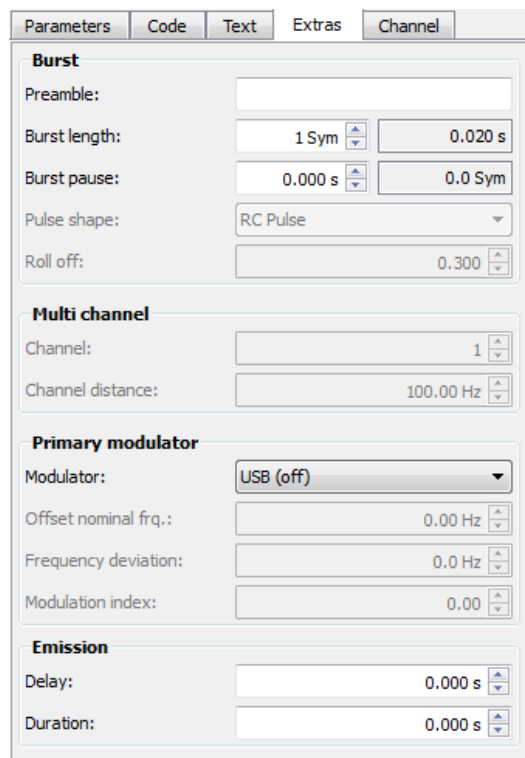 Parameters Code Text Extras Channel
Burst
Preamble:
Burst length: 1 Sym 0.020 s
Burst pause: 0.000 s 0.0 Sym
Pulse shape: RC Pulse
Roll off: 0.300
Multi channel
Channel: 1
Channel distance: 100.00 Hz
Primary modulator
Modulator: USB (off)
Offset nominal frq.: 0.00 Hz
Frequency deviation: 0.0 Hz
Modulation index: 0.00
Emission
Delay: 0.000 s
Duration: 0.000 s